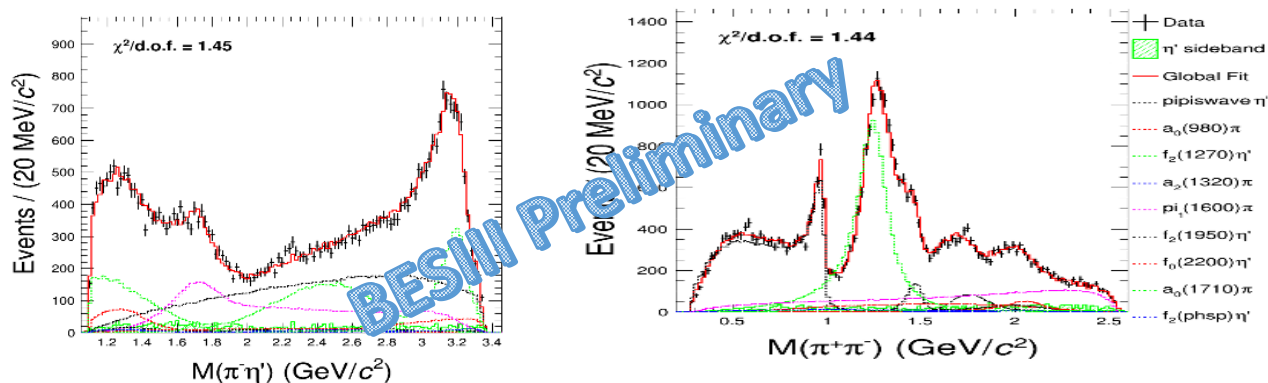 χ²/d.o.f. = 1.45
Events / (20 MeV/c²)
900
800
700
600
500
400
300
200
100
0
1.2 1.4 1.6 1.8 2 2.2 2.4 2.6 2.8 3 3.2 3.4
M(π⁻η') (GeV/c²)
BESIII Preliminary
χ²/d.o.f. = 1.44
Events / (20 MeV/c²)
1400
1200
1000
800
600
400
200
0
0.5 1 1.5 2 2.5
M(π⁺π⁻) (GeV/c²)
Data
η' sideband
Global Fit
pipiswave η'
a₀(980)π
f₂(1270)η'
a₂(1320)π
pi₁(1600)π
f₂(1950)η'
f₀(2200)η'
a₀(1710)π
f₂(phsp)η'